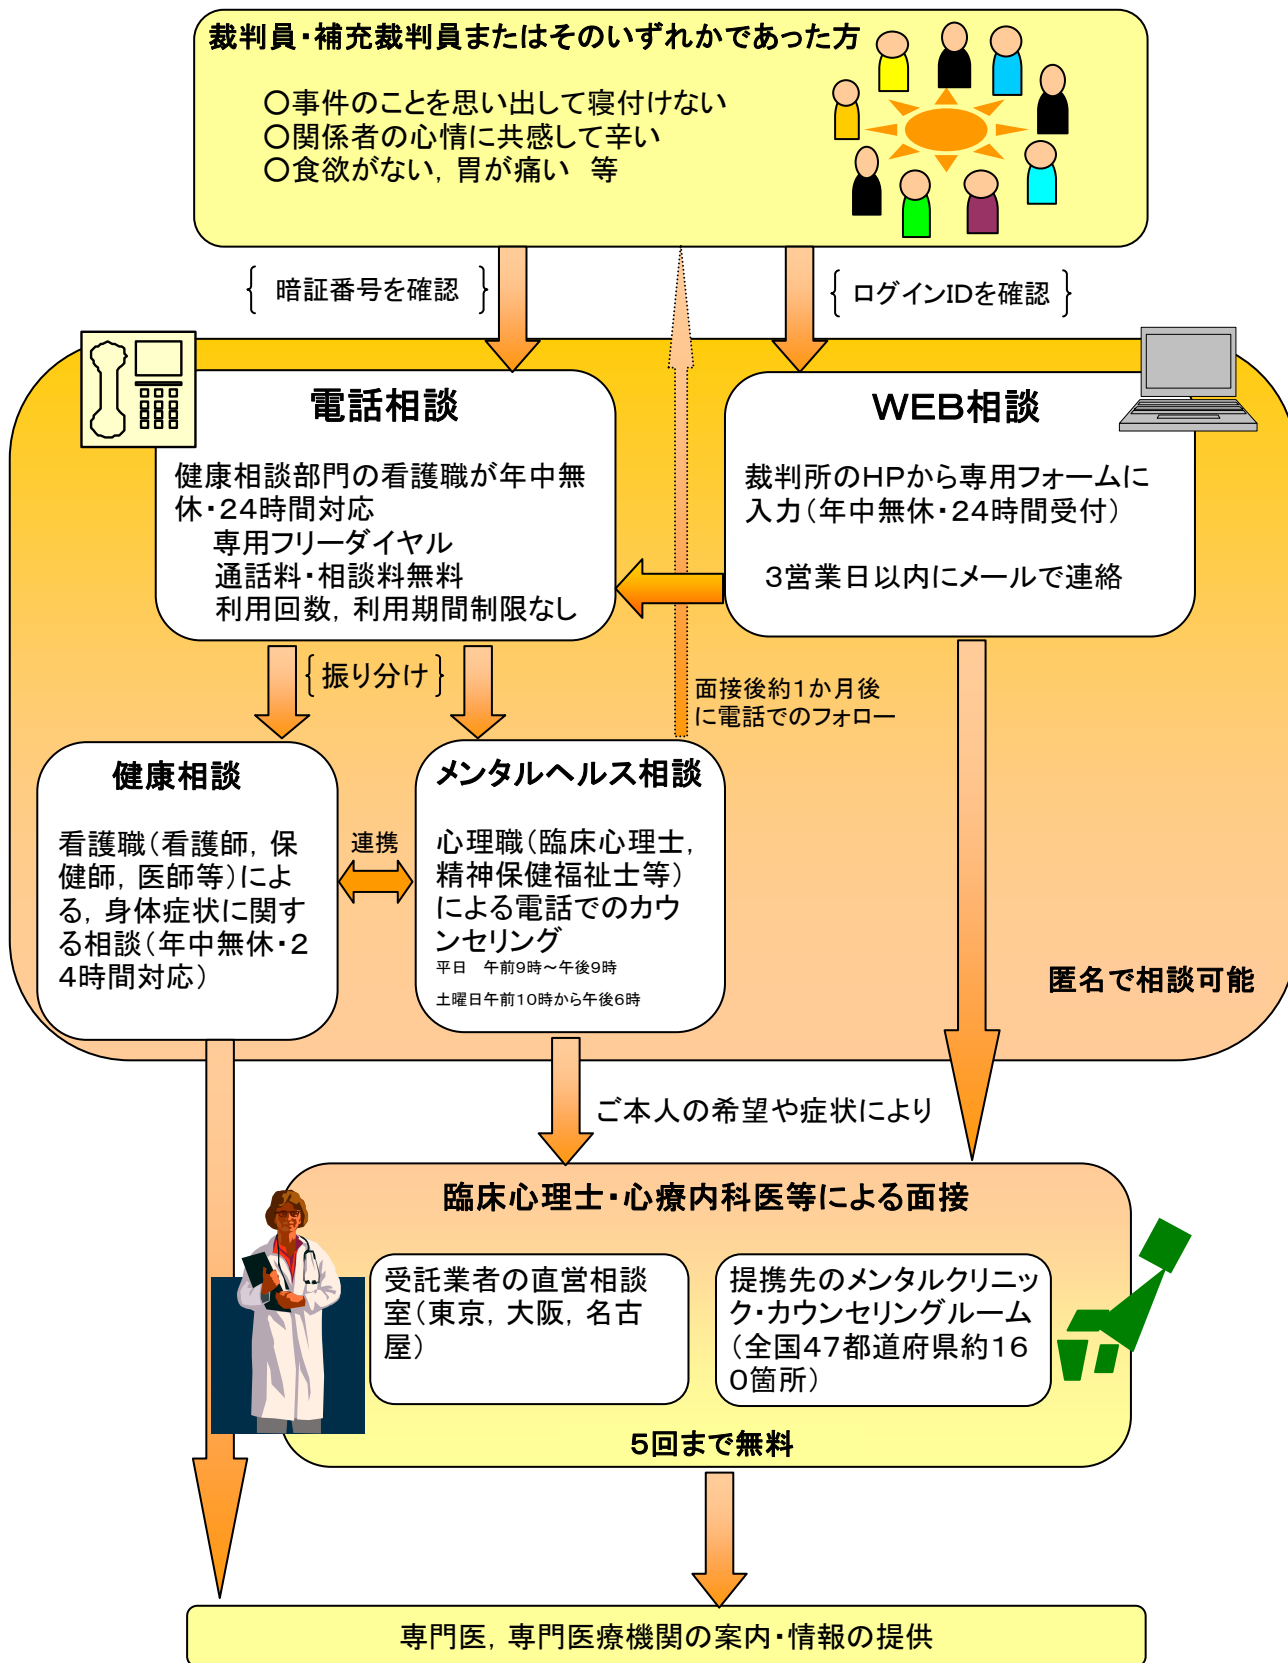 裁判員・補充裁判員またはそのいずれかであった方
○事件のことを思い出して寝付けない
○関係者の心情に共感して辛い
○食欲がない，胃が痛い　等
暗証番号を確認
ログインIDを確認
電話相談
健康相談部門の看護職が年中無
休・24時間対応
専用フリーダイヤル
通話料・相談料無料
利用回数，利用期間制限なし
WEB相談
裁判所のHPから専用フォームに
入力（年中無休・24時間受付）
3営業日以内にメールで連絡
振り分け
面接後約1か月後
に電話でのフォロー
健康相談
看護職（看護師，保
健師，医師等）によ
る，身体症状に関す
る相談（年中無休・2
4時間対応）
連携
メンタルヘルス相談
心理職（臨床心理士，
精神保健福祉士等）
による電話でのカウ
ンセリング
平日　午前9時～午後9時
土曜日午前10時から午後6時
匿名で相談可能
ご本人の希望や症状により
臨床心理士・心療内科医等による面接
受託業者の直営相談
室（東京，大阪，名古
屋）
提携先のメンタルクリニッ
ク・カウンセリングルーム
（全国47都道府県約16
0箇所）
5回まで無料
専門医，専門医療機関の案内・情報の提供